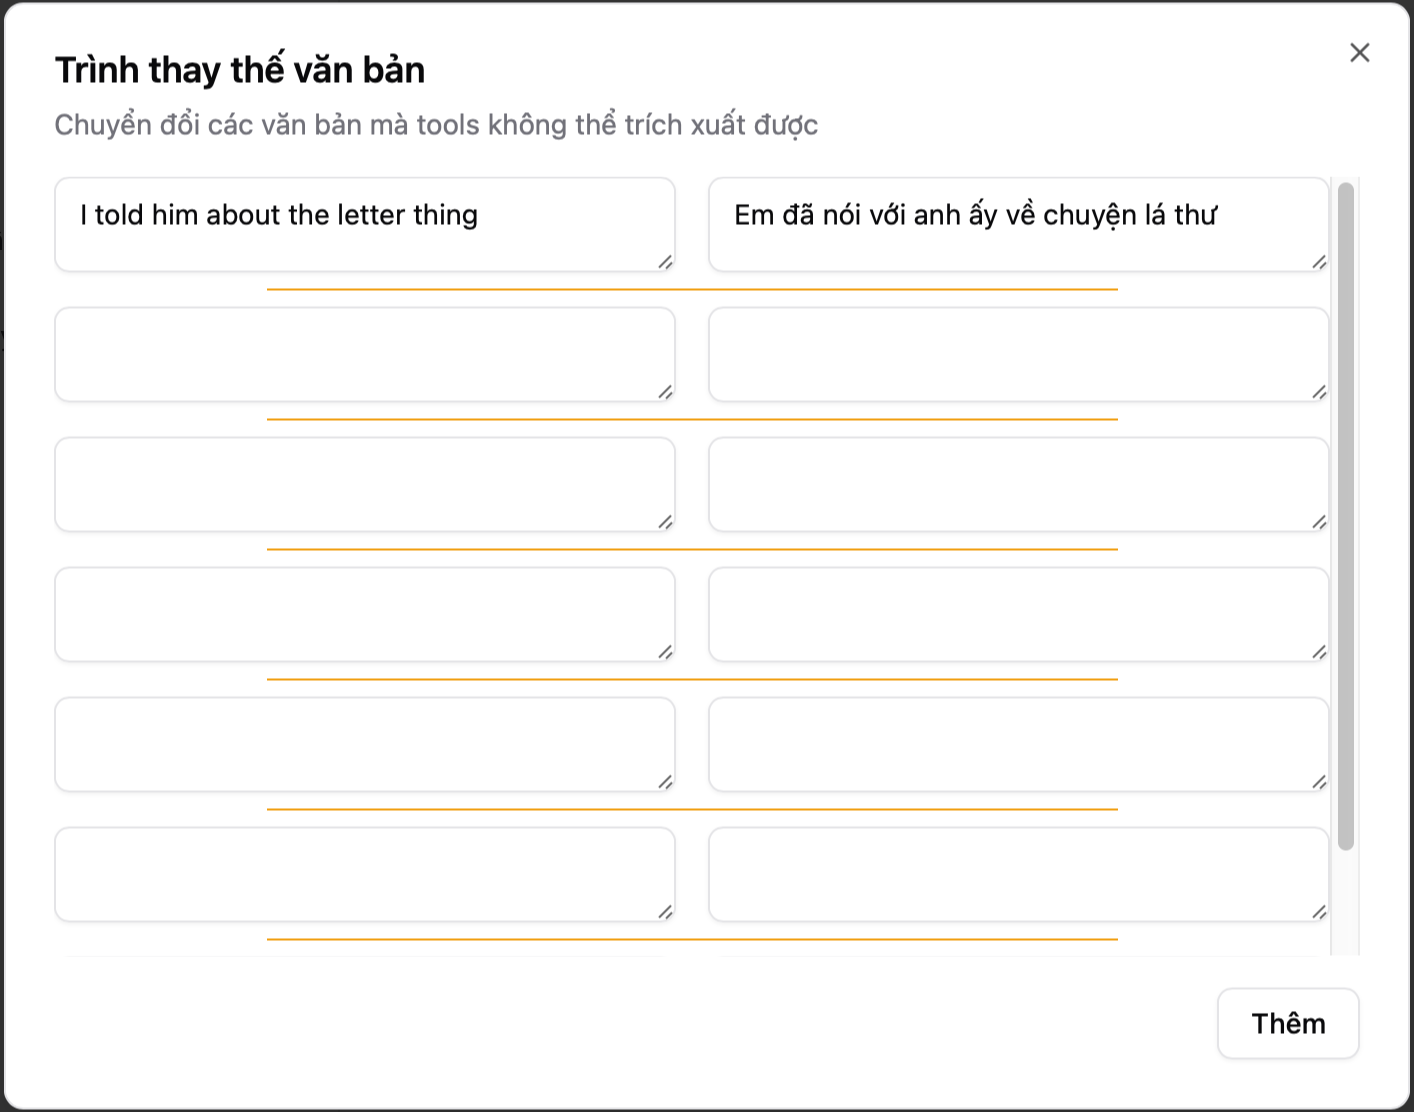 Trình thay thế văn bản
Chuyển đổi các văn bản mà tools không thể trích xuất được
I told him about the letter thing
Em đã nói với anh ấy về chuyện lá thư
Thêm